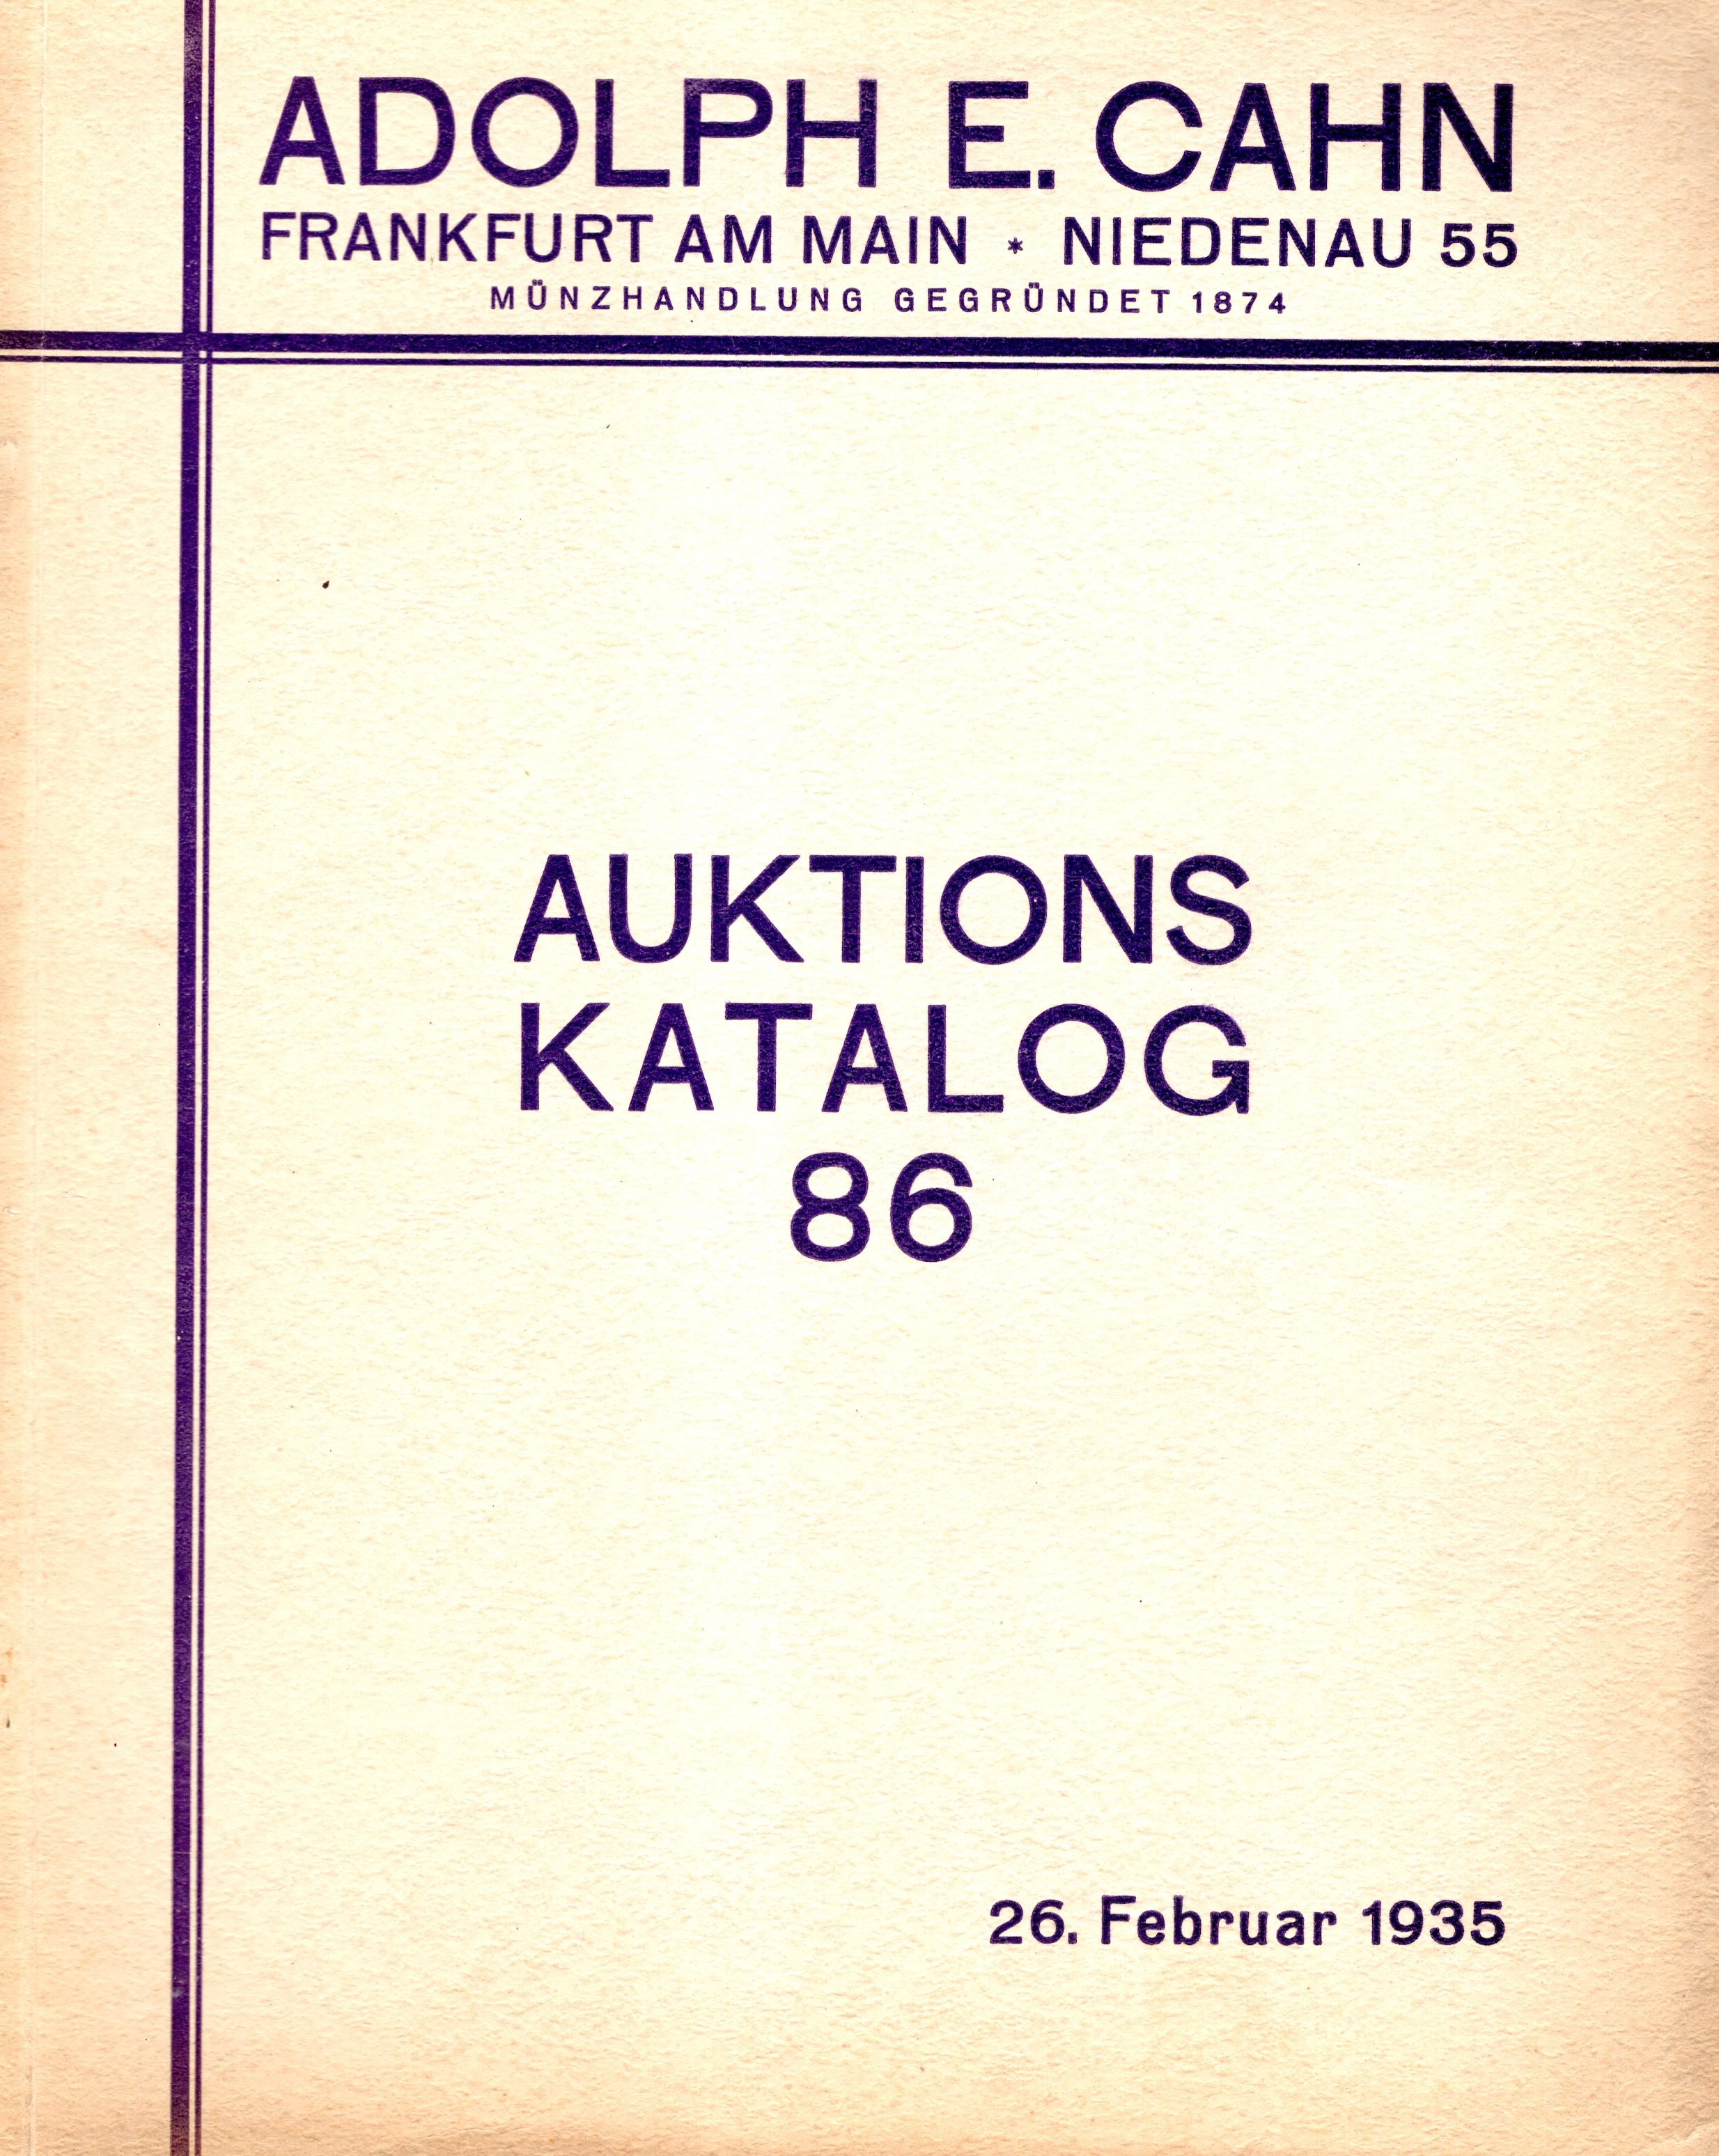 ADOLPH E. CAHN
FRANKFURT AM MAIN * NIEDENAU 55
MÜNZHANDLUNG GEGRÜNDET 1874
AUKTIONS
KATALOG
86
26. Februar 1935